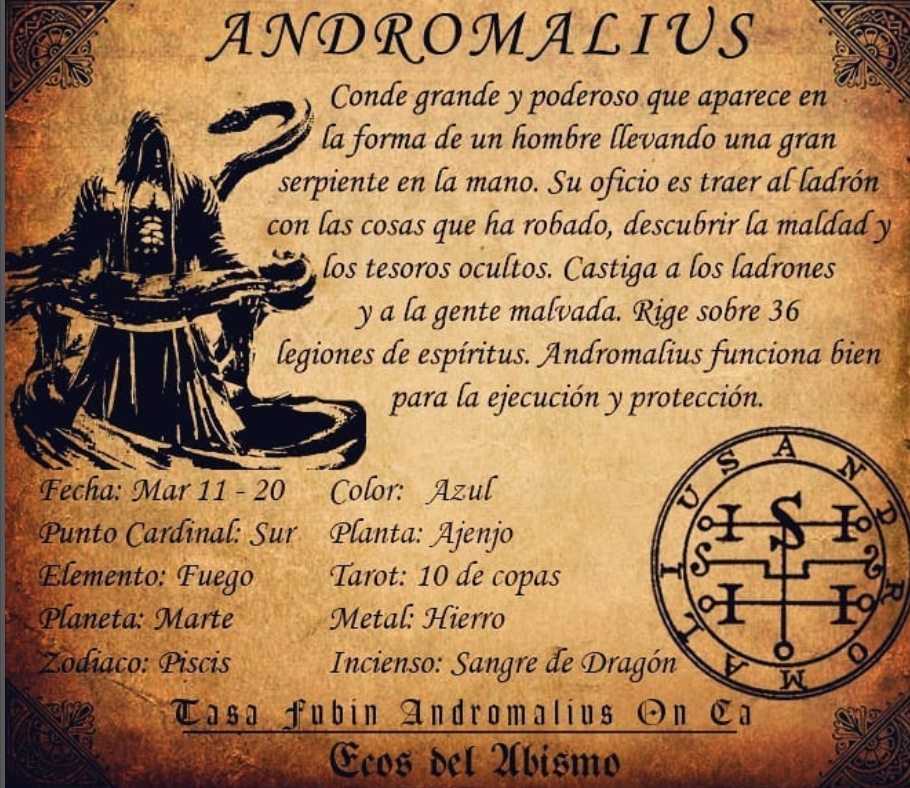 ANDROMALIUS
Conde grande y poderoso que aparece en
la forma de un hombre llevando una gran
serpiente en la mano. Su oficio es traer al ladrón
con las cosas que ha robado, descubrir la maldad y
los tesoros ocultos. Castiga a los ladrones
y a la gente malvada. Rige sobre 36
legiones de espíritus. Andromalius funciona bien
para la ejecución y protección.
Fecha: Mar 11 - 20 Color: Azul
Punto Cardinal: Sur Planta: Ajenjo
Elemento: Fuego Tarot: 10 de copas
Planeta: Marte Metal: Hierro
Zodiaco: Piscis Incienso: Sangre de Dragón
ANDROMALIUS
Tasa Fubin Andromalius On Ca
Ecos del Abismo